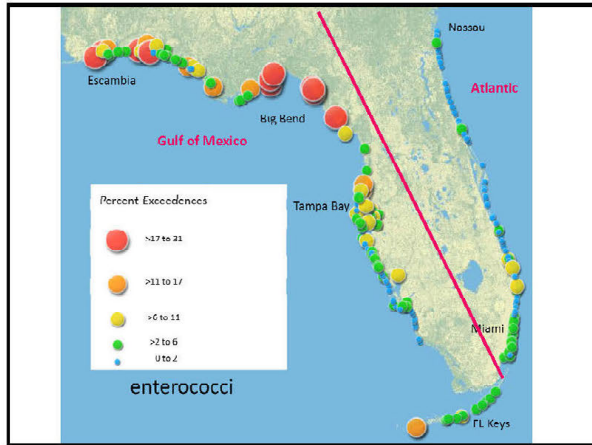 Nassau
Escambia
Atlantic
Big Bend
Gulf of Mexico
Percent Exceedences
Tampa Bay
>17 to 31
>11 to 17
>6 to 11
>2 to 6
0 to 2
Miami
enterococci
FL Keys